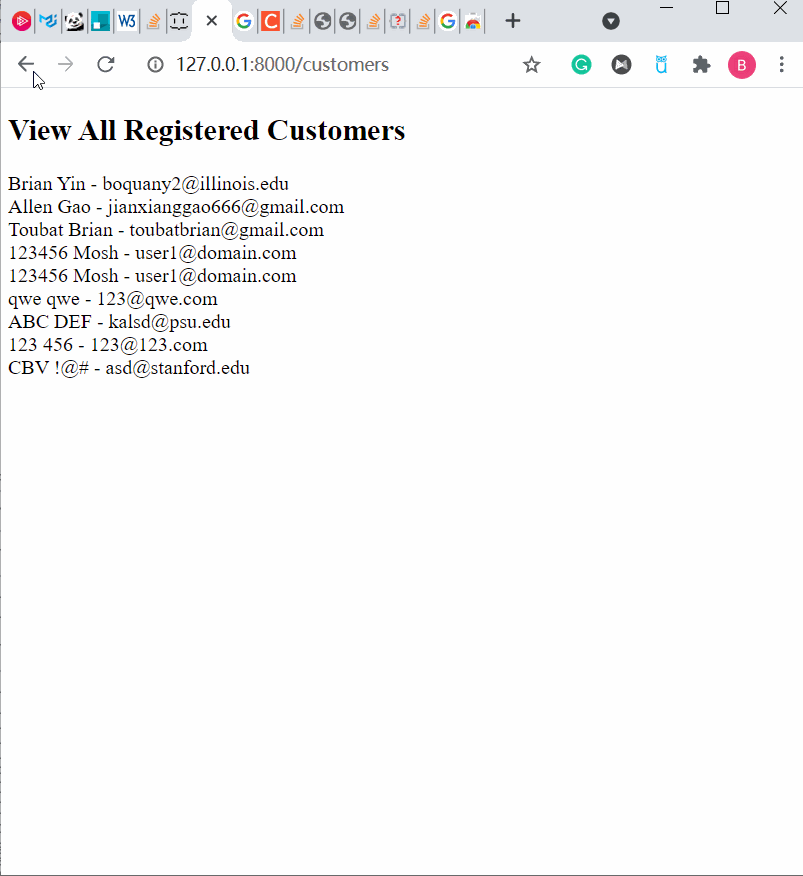 W3
127.0.0.1:8000/customers
B
View All Registered Customers
Brian Yin - boquany2@illinois.edu
Allen Gao - jianxianggao666@gmail.com
Toubat Brian - toubatbrian@gmail.com
123456 Mosh - user1@domain.com
123456 Mosh - user1@domain.com
qwe qwe - 123@qwe.com
ABC DEF - kalsd@psu.edu
123 456 - 123@123.com
CBV !@# - asd@stanford.edu